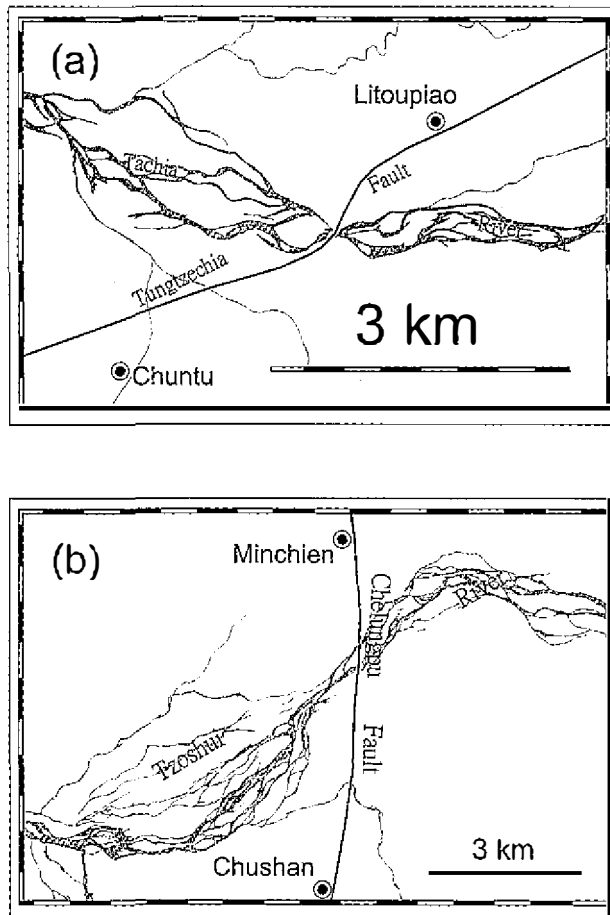 (a)
Litoupiao
Tachia
Fault
River
Tungtzechia
3 km
Chuntu
(b)
Minchien
Chelungpu
River
Tzoshui
Fault
3 km
Chushan